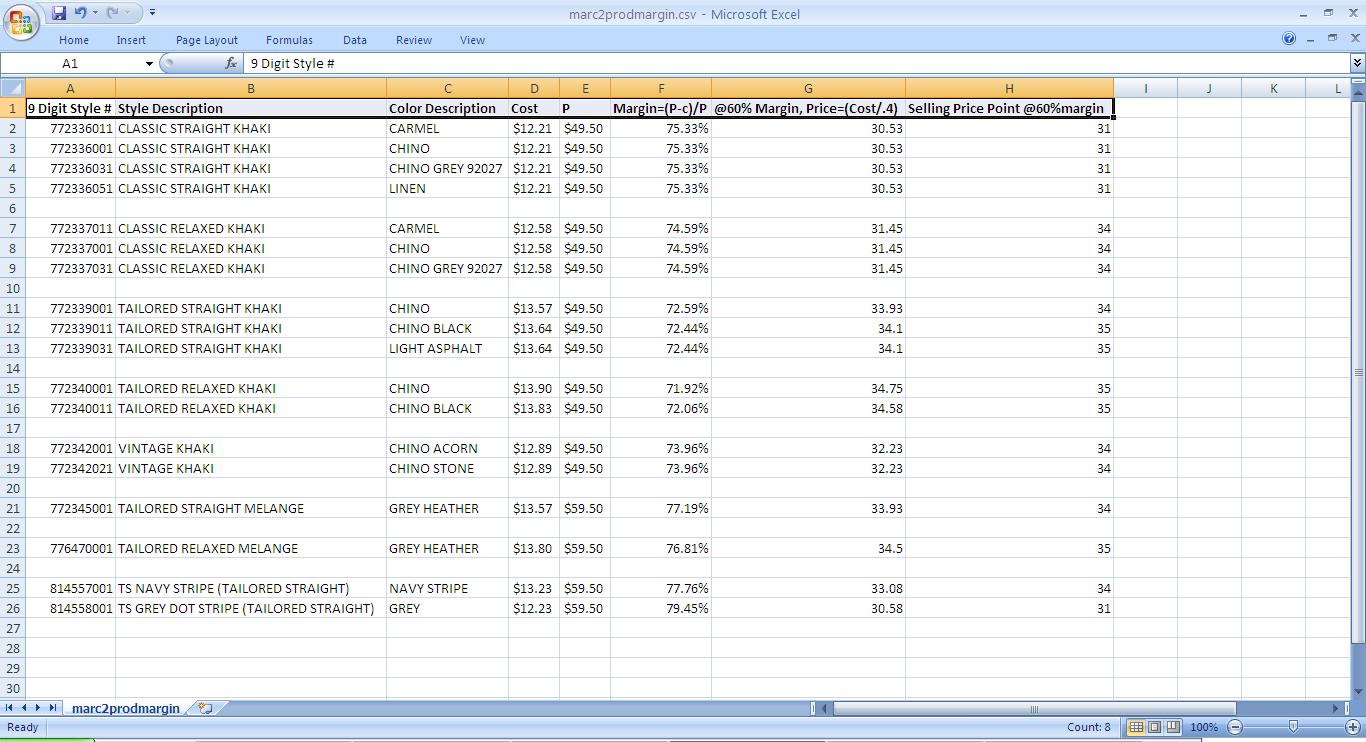 marc2prodmargin.csv - Microsoft Excel
Home Insert Page Layout Formulas Data Review View
A1 fx 9 Digit Style #
A B C D E F G H I J K L
1 9 Digit Style # Style Description Color Description Cost P Margin=(P-c)/P @60% Margin, Price=(Cost/.4) Selling Price Point @60%margin
2 772336011 CLASSIC STRAIGHT KHAKI CARMEL $12.21 $49.50 75.33% 30.53 31
3 772336001 CLASSIC STRAIGHT KHAKI CHINO $12.21 $49.50 75.33% 30.53 31
4 772336031 CLASSIC STRAIGHT KHAKI CHINO GREY 92027 $12.21 $49.50 75.33% 30.53 31
5 772336051 CLASSIC STRAIGHT KHAKI LINEN $12.21 $49.50 75.33% 30.53 31
6
7 772337011 CLASSIC RELAXED KHAKI CARMEL $12.58 $49.50 74.59% 31.45 34
8 772337001 CLASSIC RELAXED KHAKI CHINO $12.58 $49.50 74.59% 31.45 34
9 772337031 CLASSIC RELAXED KHAKI CHINO GREY 92027 $12.58 $49.50 74.59% 31.45 34
10
11 772339001 TAILORED STRAIGHT KHAKI CHINO $13.57 $49.50 72.59% 33.93 34
12 772339011 TAILORED STRAIGHT KHAKI CHINO BLACK $13.64 $49.50 72.44% 34.1 35
13 772339031 TAILORED STRAIGHT KHAKI LIGHT ASPHALT $13.64 $49.50 72.44% 34.1 35
14
15 772340001 TAILORED RELAXED KHAKI CHINO $13.90 $49.50 71.92% 34.75 35
16 772340011 TAILORED RELAXED KHAKI CHINO BLACK $13.83 $49.50 72.06% 34.58 35
17
18 772342001 VINTAGE KHAKI CHINO ACORN $12.89 $49.50 73.96% 32.23 34
19 772342021 VINTAGE KHAKI CHINO STONE $12.89 $49.50 73.96% 32.23 34
20
21 772345001 TAILORED STRAIGHT MELANGE GREY HEATHER $13.57 $59.50 77.19% 33.93 34
22
23 776470001 TAILORED RELAXED MELANGE GREY HEATHER $13.80 $59.50 76.81% 34.5 35
24
25 814557001 TS NAVY STRIPE (TAILORED STRAIGHT) NAVY STRIPE $13.23 $59.50 77.76% 33.08 34
26 814558001 TS GREY DOT STRIPE (TAILORED STRAIGHT) GREY $12.23 $59.50 79.45% 30.58 31
27
28
29
30
marc2prodmargin
Ready Count: 8 100%